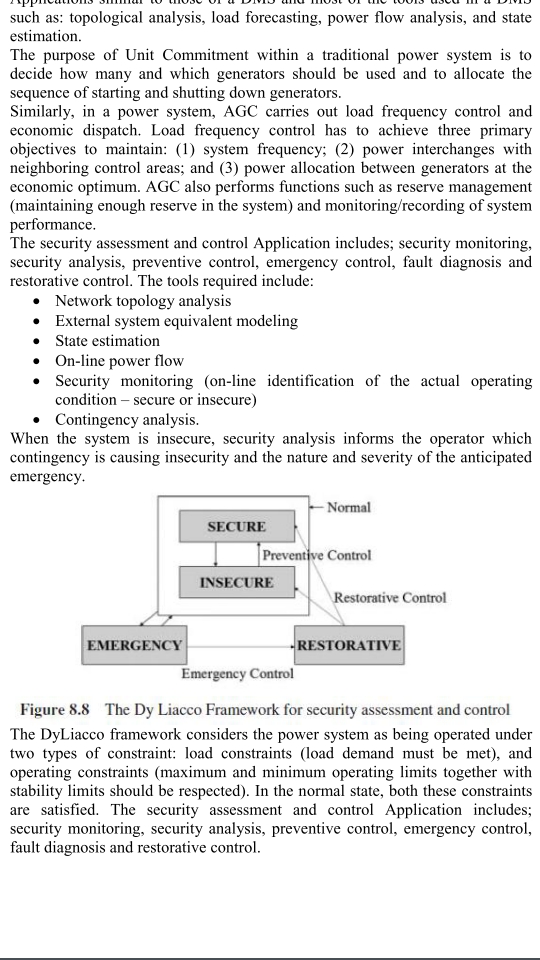 Applications similar to those of a DMS and most of the tools used in a DMS
such as: topological analysis, load forecasting, power flow analysis, and state
estimation.
The purpose of Unit Commitment within a traditional power system is to
decide how many and which generators should be used and to allocate the
sequence of starting and shutting down generators.
Similarly, in a power system, AGC carries out load frequency control and
economic dispatch. Load frequency control has to achieve three primary
objectives to maintain: (1) system frequency; (2) power interchanges with
neighboring control areas; and (3) power allocation between generators at the
economic optimum. AGC also performs functions such as reserve management
(maintaining enough reserve in the system) and monitoring/recording of system
performance.
The security assessment and control Application includes; security monitoring,
security analysis, preventive control, emergency control, fault diagnosis and
restorative control. The tools required include:
• Network topology analysis
• External system equivalent modeling
• State estimation
• On-line power flow
• Security monitoring (on-line identification of the actual operating
condition – secure or insecure)
• Contingency analysis.
When the system is insecure, security analysis informs the operator which
contingency is causing insecurity and the nature and severity of the anticipated
emergency.
Normal
SECURE
Preventive Control
INSECURE
Restorative Control
EMERGENCY
RESTORATIVE
Emergency Control
Figure 8.8 The Dy Liacco Framework for security assessment and control
The DyLiacco framework considers the power system as being operated under
two types of constraint: load constraints (load demand must be met), and
operating constraints (maximum and minimum operating limits together with
stability limits should be respected). In the normal state, both these constraints
are satisfied. The security assessment and control Application includes;
security monitoring, security analysis, preventive control, emergency control,
fault diagnosis and restorative control.